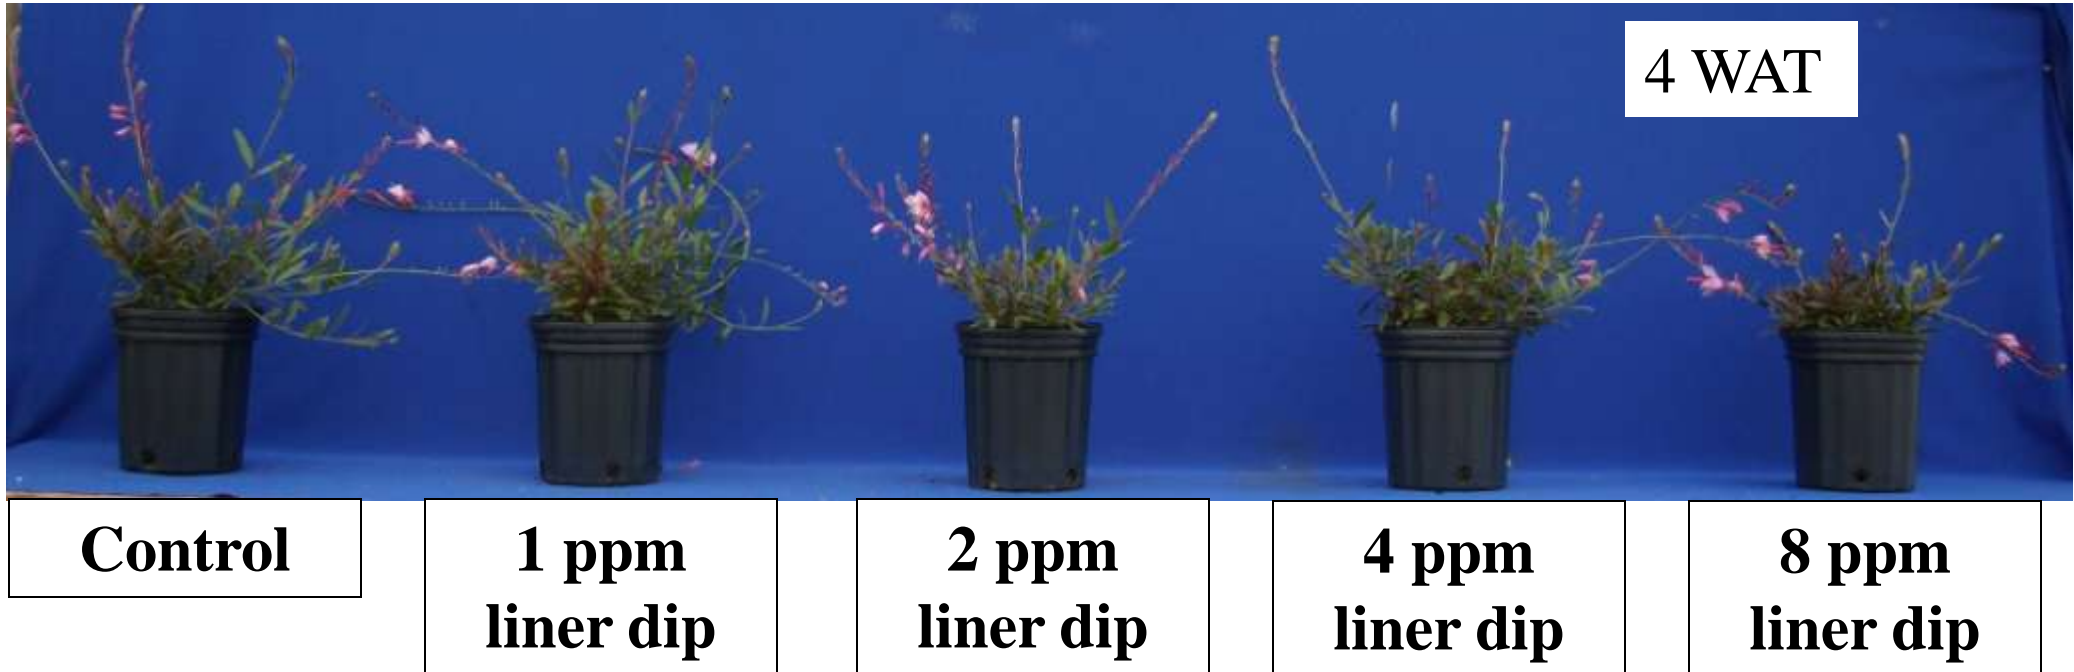 4 WAT
Control
1 ppm
liner dip
2 ppm
liner dip
4 ppm
liner dip
8 ppm
liner dip